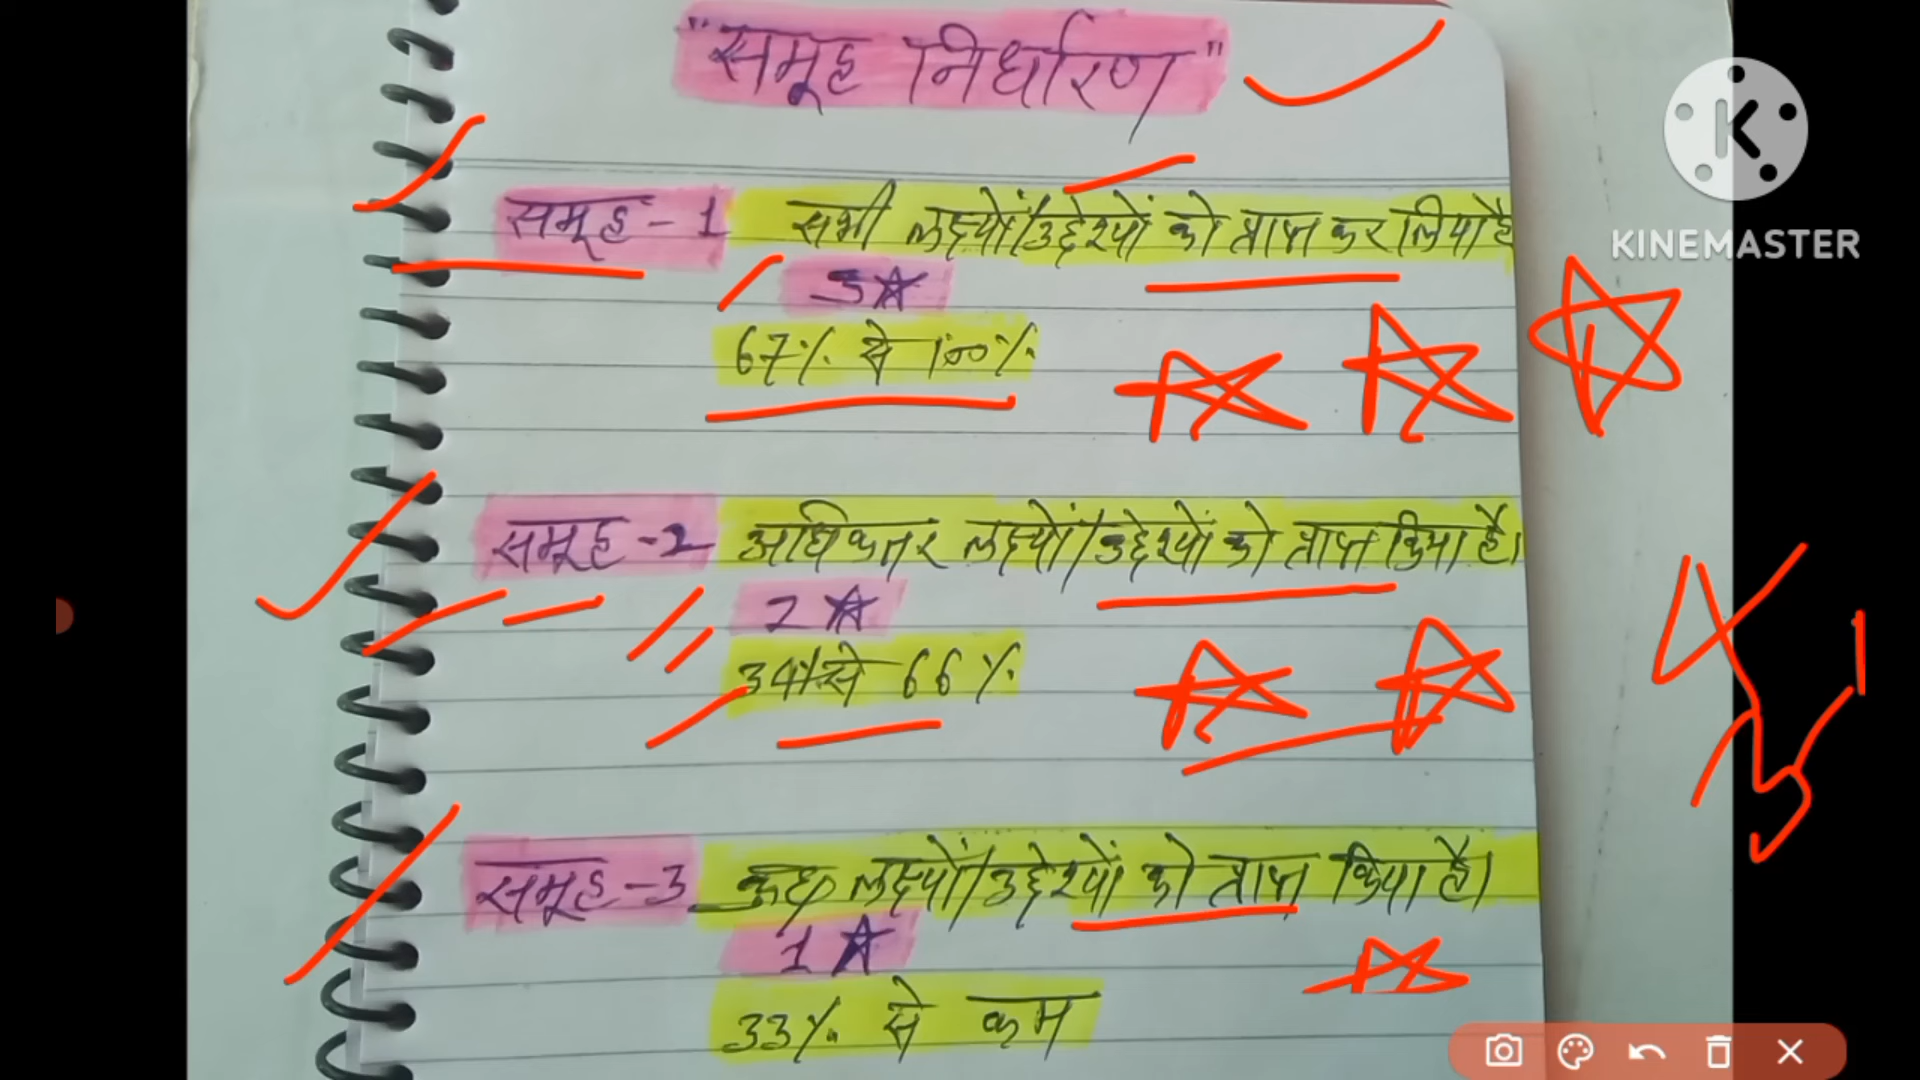 "समूह निर्धारण"
KINEMASTER
समूह - 1 सभी लक्ष्यों/उद्देश्यों को प्राप्त कर लिया है
3☆
67% से 100%
समूह - 2 अधिकतर लक्ष्यों/उद्देश्यों को प्राप्त किया है।
2☆
34% से 66%
समूह - 3 कुछ लक्ष्यों/उद्देश्यों को प्राप्त किया है।
1☆
33% से कम